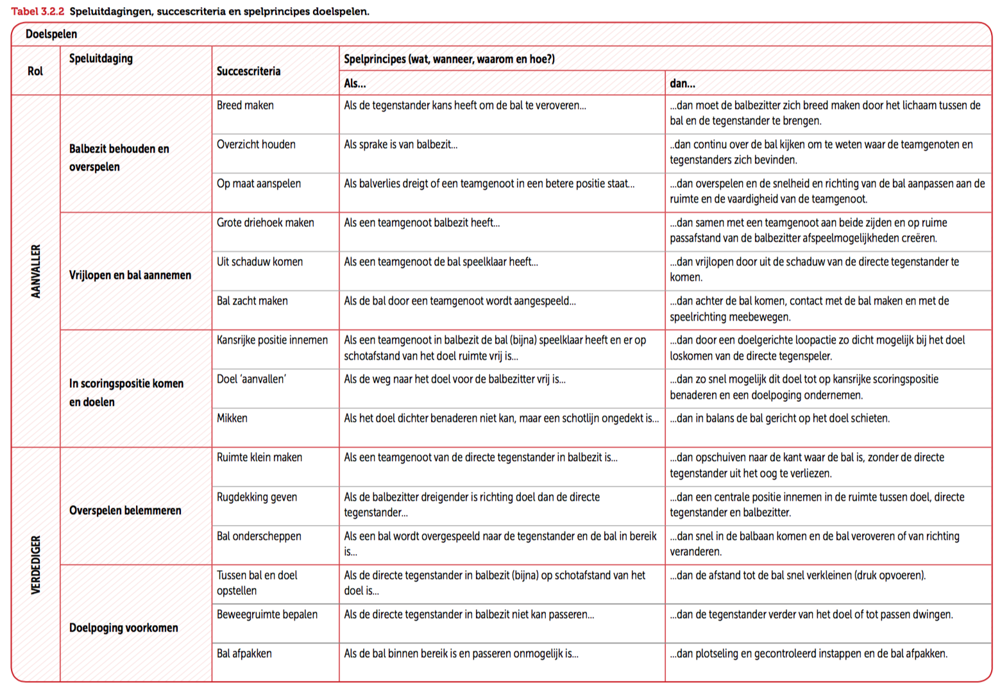 Tabel 3.2.2 Speluitdagingen, succescriteria en spelprincipes doelspelen.
Doelspelen
Rol
Speluitdaging
Succescriteria
Spelprincipes (wat, wanneer, waarom en hoe?)
Als...
dan...
AANVALLER
Balbezit behouden en
overspelen
Breed maken
Als de tegenstander kans heeft om de bal te veroveren...
...dan moet de balbezitter zich breed maken door het lichaam tussen de
bal en de tegenstander te brengen.
Overzicht houden
Als sprake is van balbezit...
..dan continu over de bal kijken om te weten waar de teamgenoten en
tegenstanders zich bevinden.
Op maat aanspelen
Als balverlies dreigt of een teamgenoot in een betere positie staat...
...dan overspelen en de snelheid en richting van de bal aanpassen aan de
ruimte en de vaardigheid van de teamgenoot.
Vrijlopen en bal aannemen
Grote driehoek maken
Als een teamgenoot balbezit heeft...
...dan samen met een teamgenoot aan beide zijden en op ruime
passafstand van de balbezitter afspeelmogelijkheden creëren.
Uit schaduw komen
Als een teamgenoot de bal speelklaar heeft...
...dan vrijlopen door uit de schaduw van de directe tegenstander te
komen.
Bal zacht maken
Als de bal door een teamgenoot wordt aangespeeld...
...dan achter de bal komen, contact met de bal maken en met de
speelrichting meebewegen.
In scoringspositie komen
en doelen
Kansrijke positie innemen
Als een teamgenoot in balbezit de bal (bijna) speelklaar heeft en er op
schotafstand van het doel ruimte vrij is...
...dan door een doelgerichte loopactie zo dicht mogelijk bij het doel
loskomen van de directe tegenspeler.
Doel ‘aanvallen’
Als de weg naar het doel voor de balbezitter vrij is...
...dan zo snel mogelijk dit doel tot op kansrijke scoringspositie
benaderen en een doelpoging ondernemen.
Mikken
Als het doel dichter benaderen niet kan, maar een schotlijn ongedekt is...
...dan in balans de bal gericht op het doel schieten.
VERDEDIGER
Overspelen belemmeren
Ruimte klein maken
Als een teamgenoot van de directe tegenstander in balbezit is...
...dan opschuiven naar de kant waar de bal is, zonder de directe
tegenstander uit het oog te verliezen.
Rugdekking geven
Als de balbezitter dreigender is richting doel dan de directe
tegenstander...
...dan een centrale positie innemen in de ruimte tussen doel, directe
tegenstander en balbezitter.
Bal onderscheppen
Als een bal wordt overgespeeld naar de tegenstander en de bal in bereik
is...
...dan snel in de balbaan komen en de bal veroveren of van richting
veranderen.
Doelpoging voorkomen
Tussen bal en doel
opstellen
Als de directe tegenstander in balbezit (bijna) op schotafstand van het
doel is...
...dan de afstand tot de bal snel verkleinen (druk opvoeren).
Beweegruimte bepalen
Als de directe tegenstander in balbezit niet kan passeren...
...dan de tegenstander verder van het doel of tot passen dwingen.
Bal afpakken
Als de bal binnen bereik is en passeren onmogelijk is...
...dan plotseling en gecontroleerd instappen en de bal afpakken.